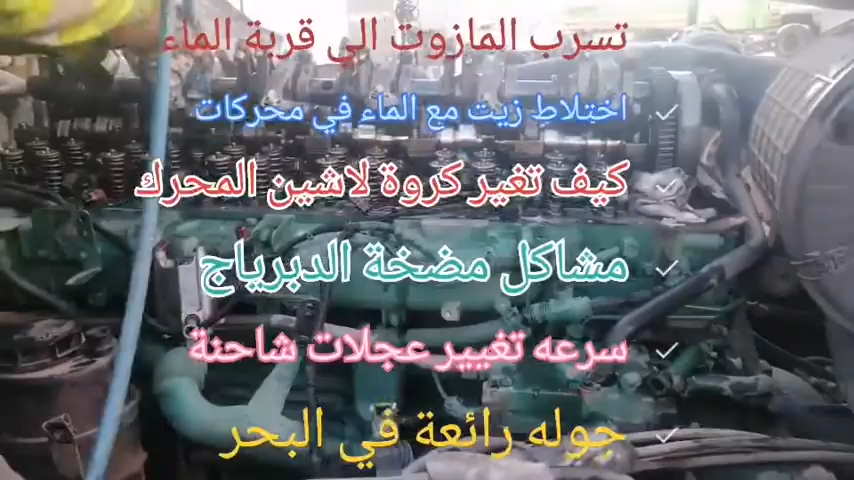 تسرب المازوت الى قربة الماء
اختلاط زيت مع الماء في محركات
كيف تغير كروة لاشين المحرك
مشاكل مضخة الدبرياج
سرعه تغيير عجلات شاحنة
جوله رائعة في البحر